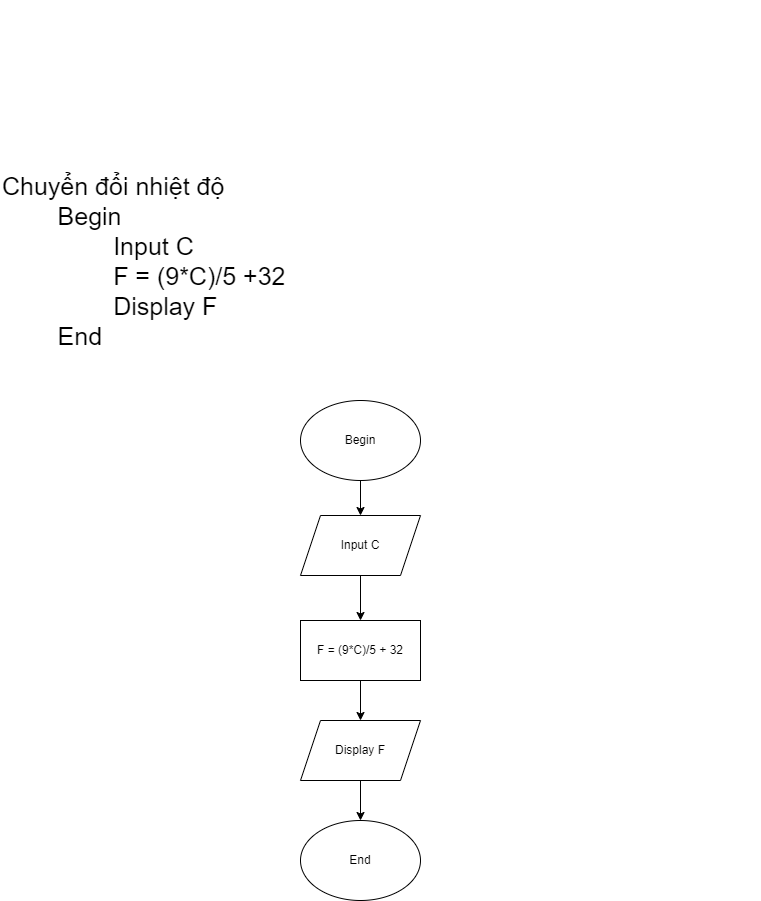 Chuyển đổi nhiệt độ
Begin
Input C
F = (9*C)/5 +32
Display F
End
Begin
Input C
F = (9*C)/5 + 32
Display F
End